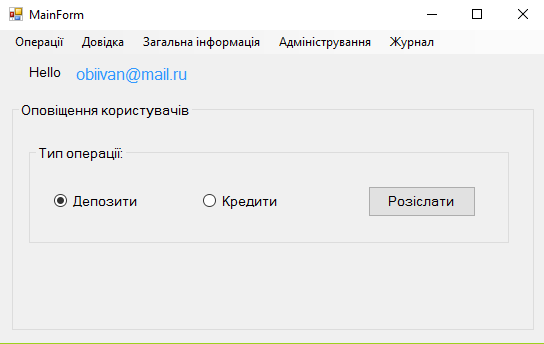 MainForm
Операції Довідка Загальна інформація Адміністрування Журнал
Hello obiivan@mail.ru
Оповіщення користувачів
Тип операції:
Депозити Кредити Розіслати